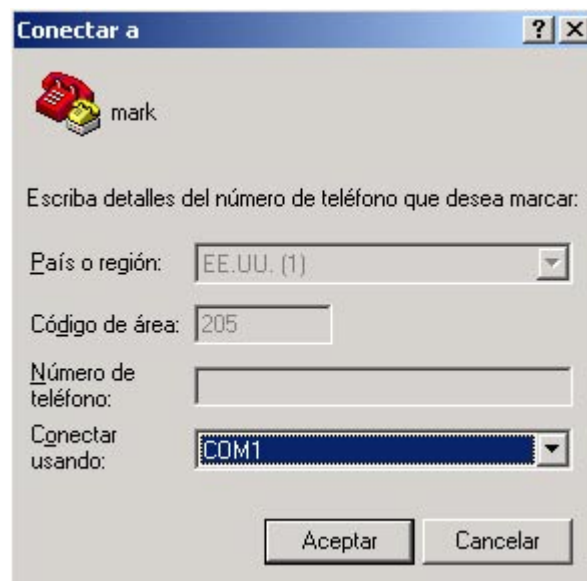 Conectar a
mark
Escriba detalles del número de teléfono que desea marcar:
País o región: EE.UU. (1)
Código de área: 205
Número de
teléfono:
Conectar
usando: COM1
Aceptar Cancelar